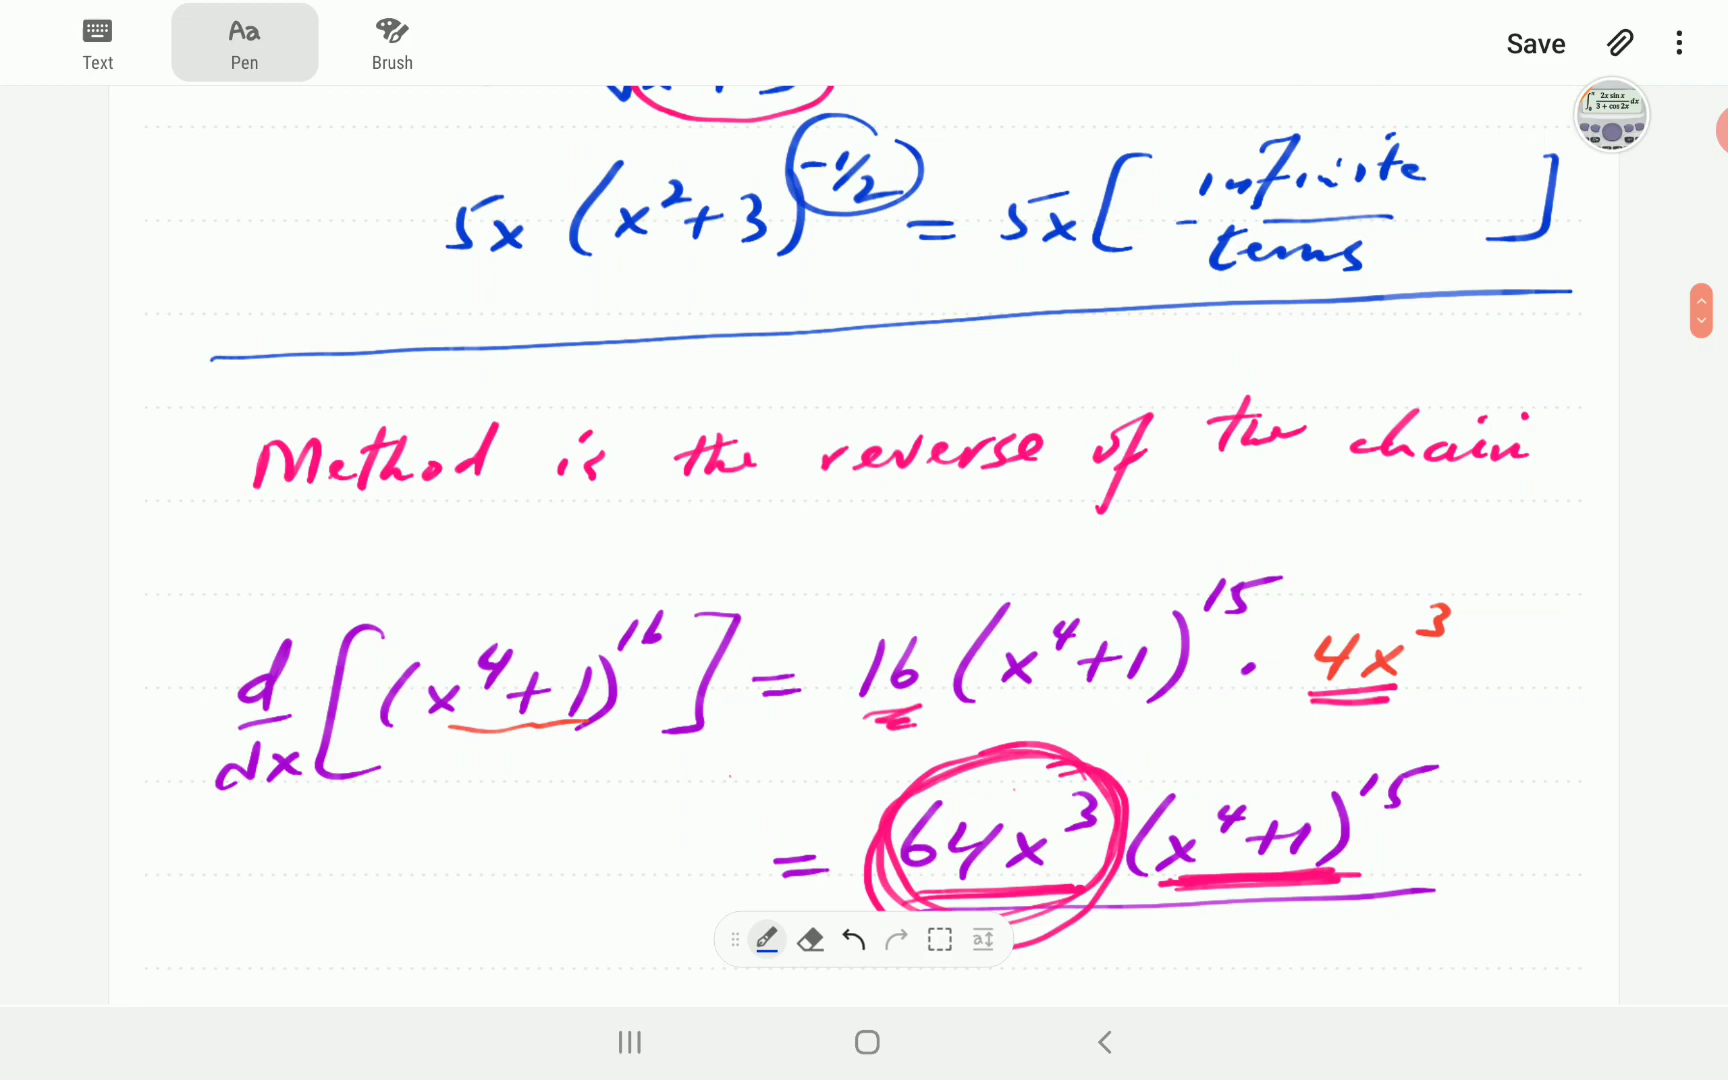 Text
Pen
Brush
Save
5x (x²+3)^(-1/2) = 5x [ infinite terms ]
Method is the reverse of the chain
d/dx [(x⁴+1)¹⁶] = 16 (x⁴+1)¹⁵ · 4x³
= 64x³ (x⁴+1)¹⁵